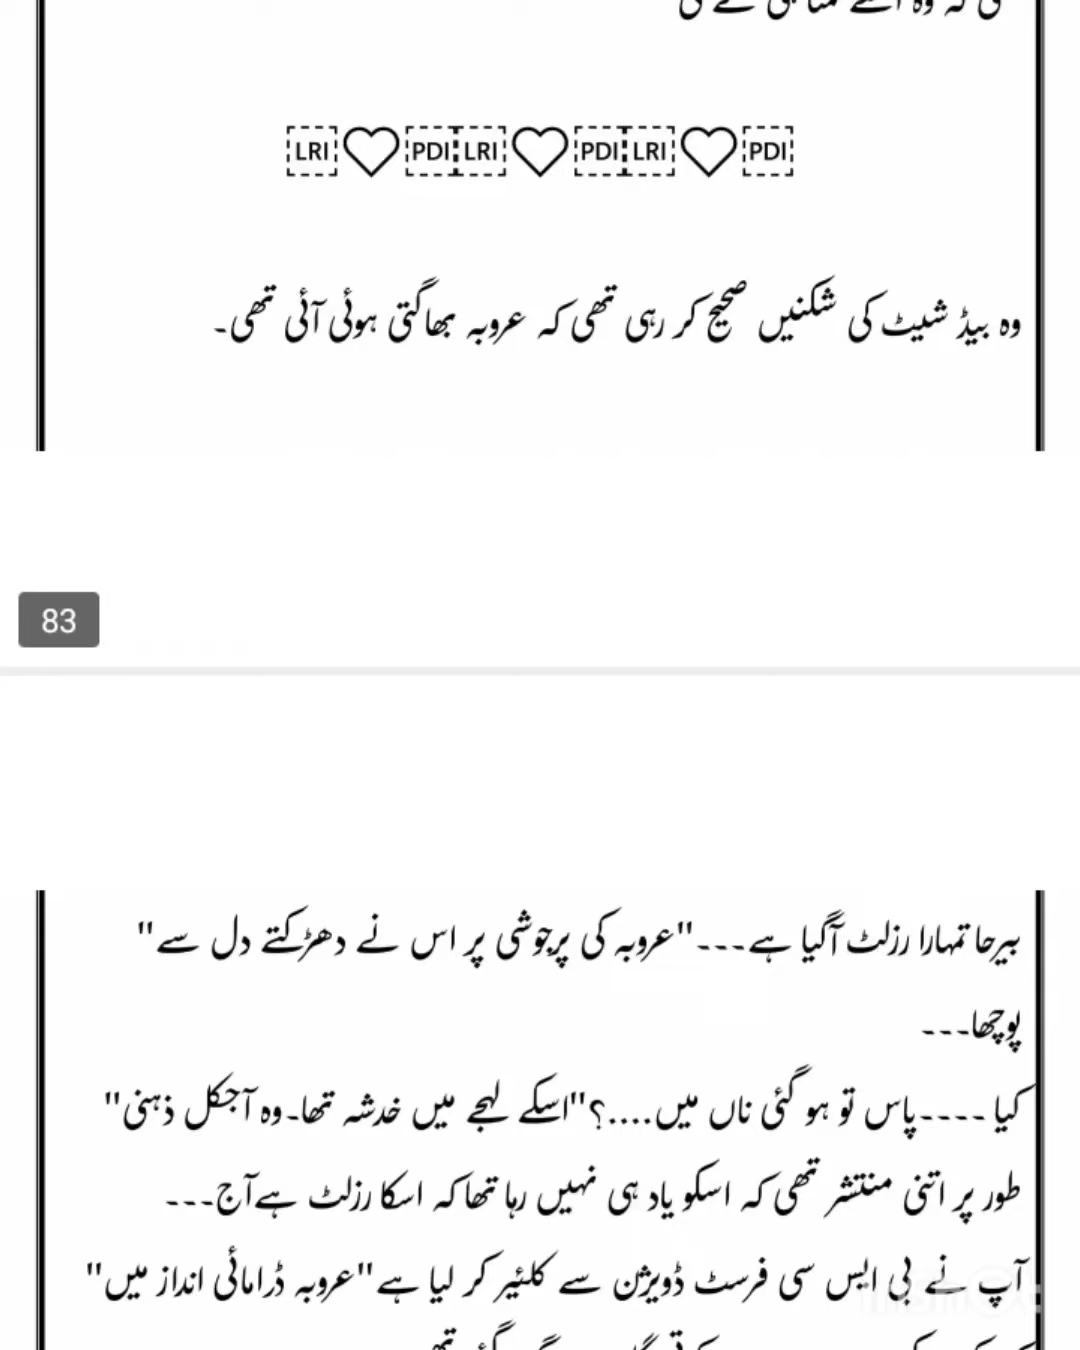 LRI♡PDI LRI♡PDI LRI♡PDI
وہ بیڈ شیٹ کی شکنیں صحیح کر رہی تھی کہ عروبہ بھاگتی ہوئی آئی تھی۔
83
بیرحا تمہارا رزلٹ آگیا ہے---"عروبہ کی پرجوشی پر اس نے دھڑکتے دل سے"
پوچھا---
کیا ----پاس تو ہو گئی ناں میں....؟"اسکے لہجے میں خدشہ تھا۔وہ آجکل ذہنی"
طور پر اتنی منتشر تھی کہ اسکو یاد ہی نہیں رہا تھا کہ اسکا رزلٹ ہے آج---
آپ نے بی ایس سی فرسٹ ڈویژن سے کلئیر کر لیا ہے"عروبہ ڈرامائی انداز میں"